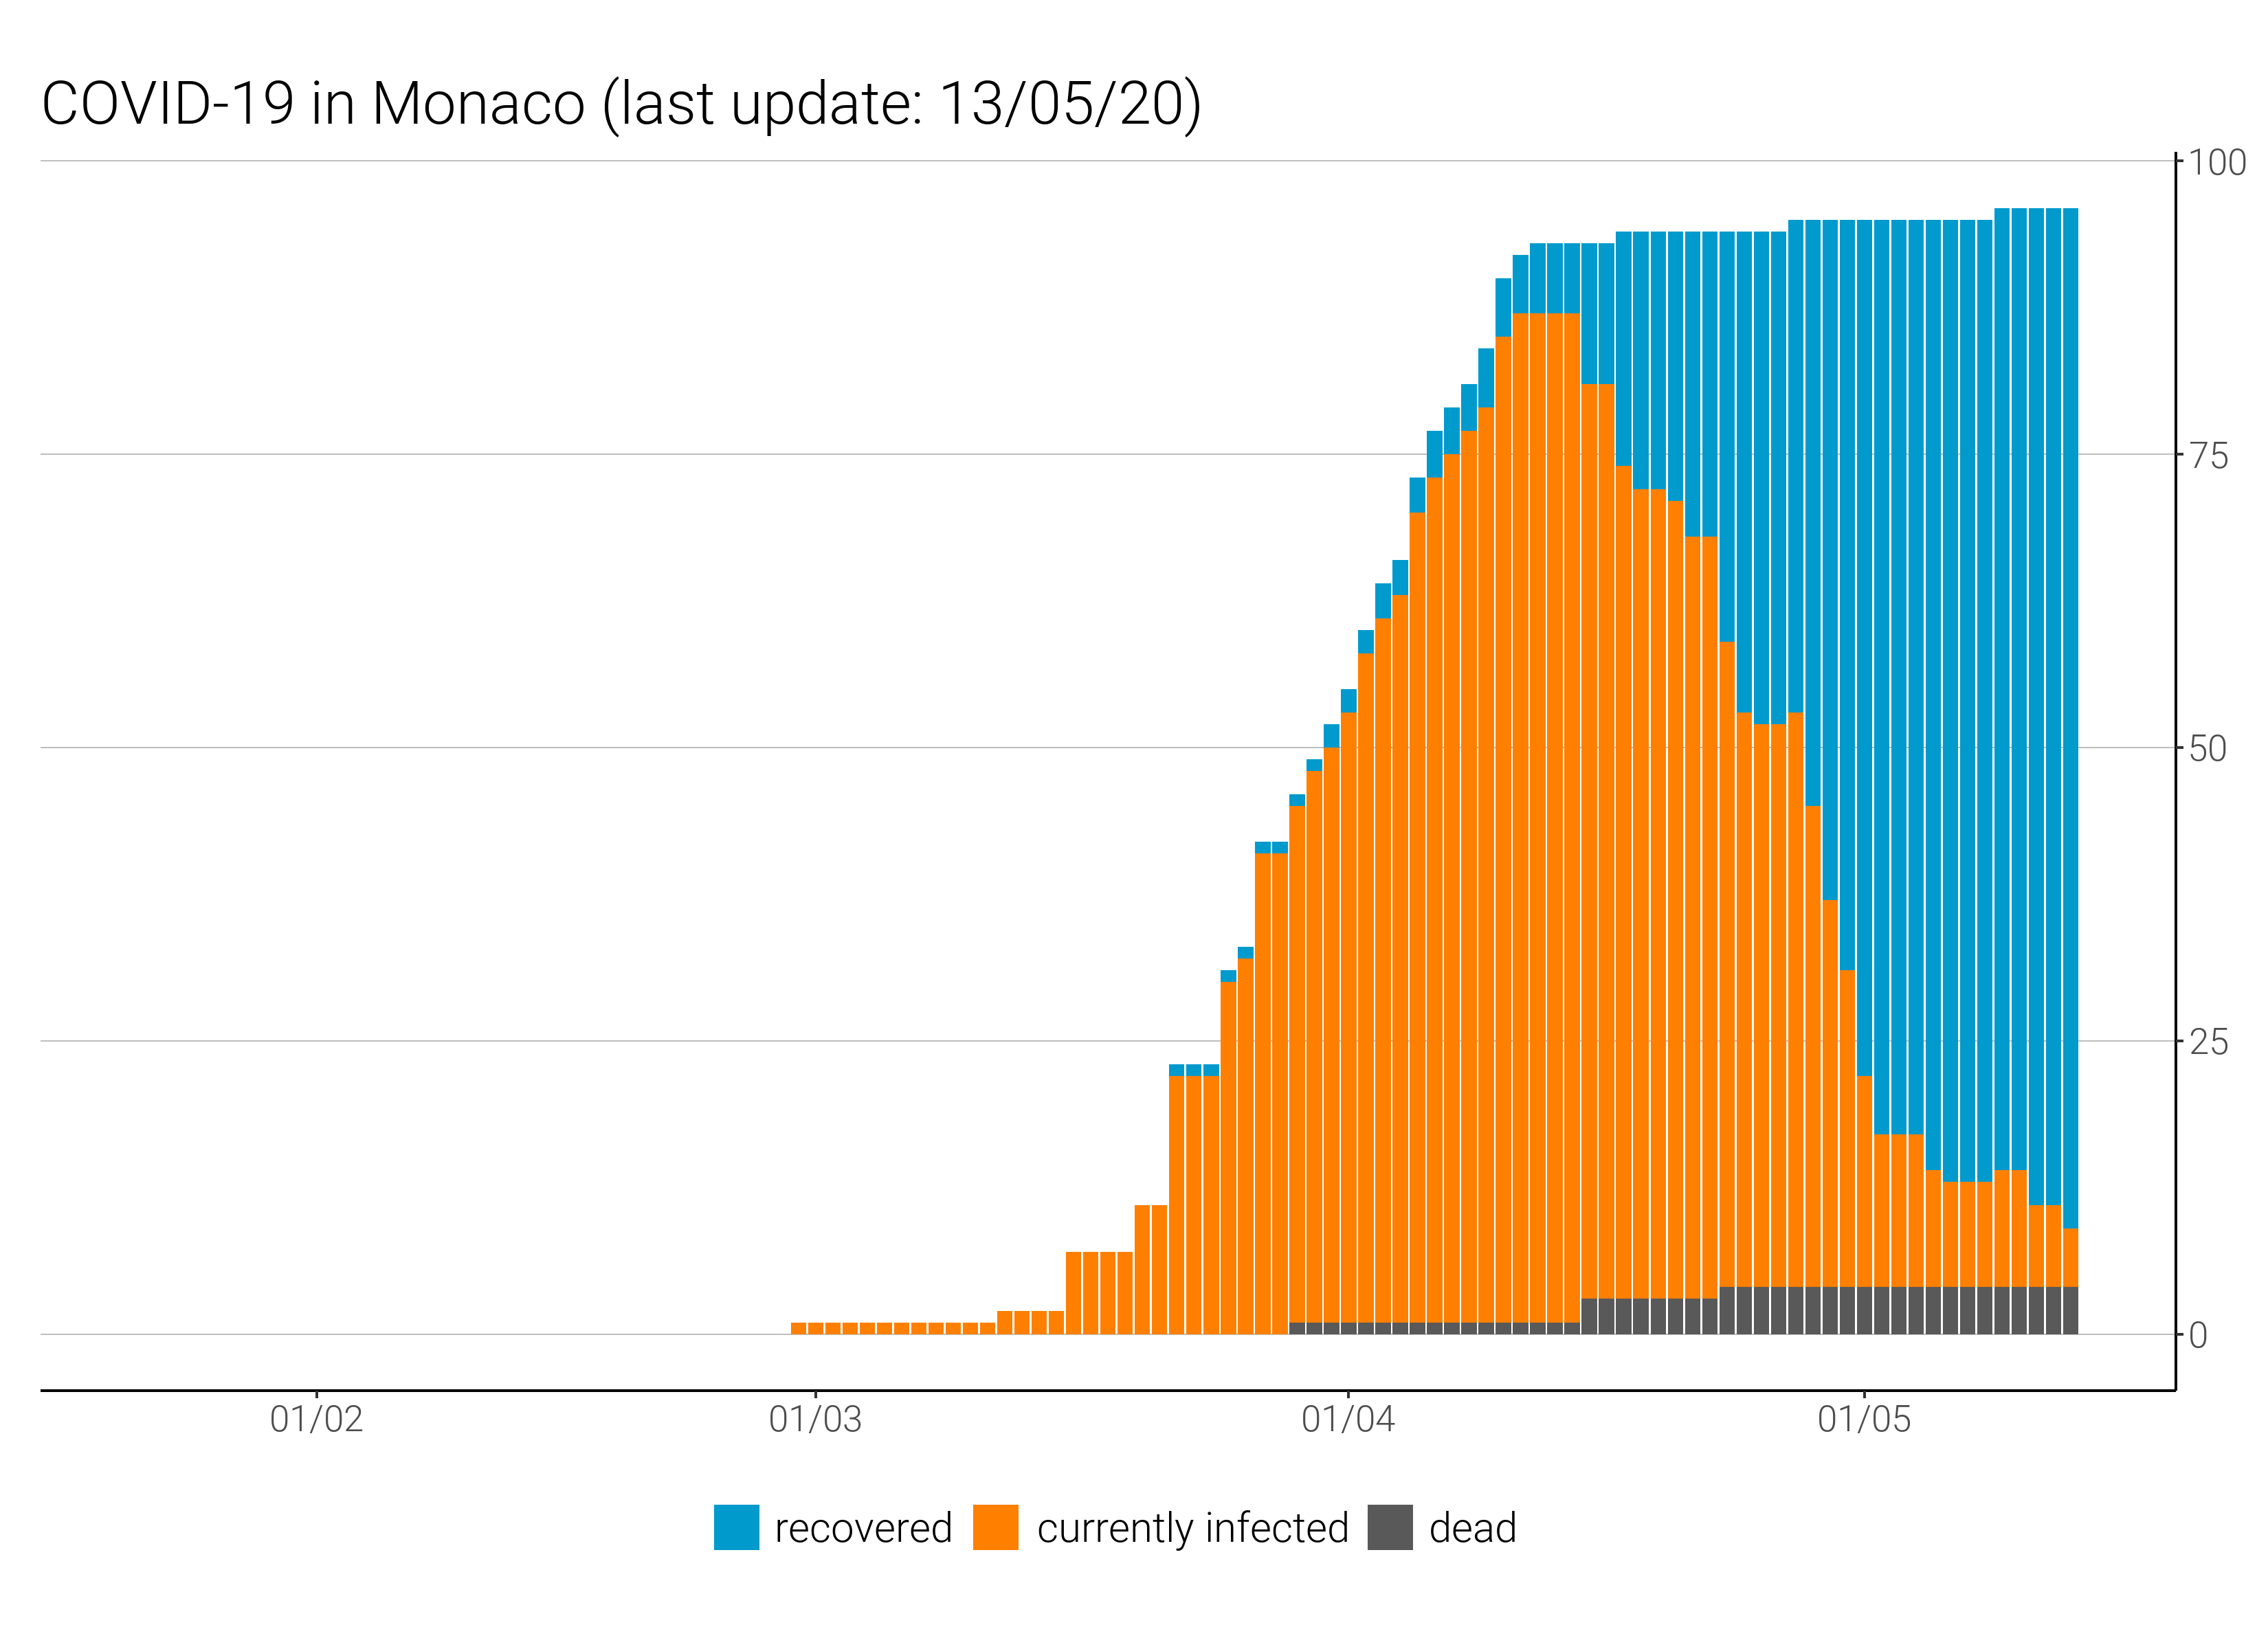 COVID-19 in Monaco (last update: 13/05/20)
100
75
50
25
0
01/02 01/03 01/04 01/05
recovered currently infected dead